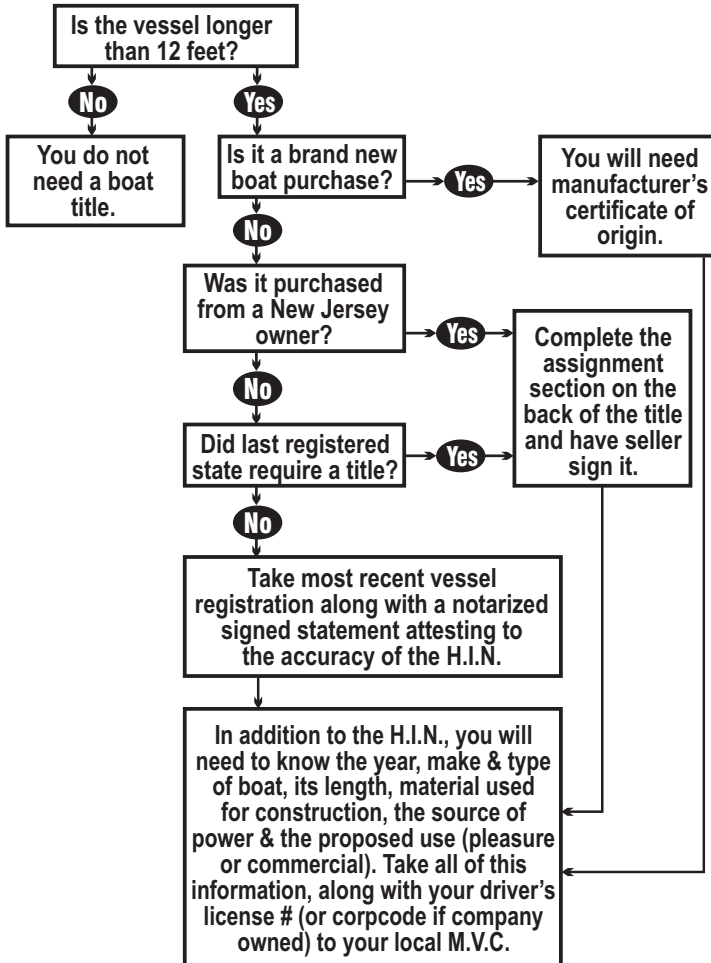 Is the vessel longer
than 12 feet?
No
Yes
You do not
need a boat
title.
Is it a brand new
boat purchase?
Yes
You will need
manufacturer's
certificate of
origin.
No
Was it purchased
from a New Jersey
owner?
Yes
Complete the
assignment
section on the
back of the title
and have seller
sign it.
No
Did last registered
state require a title?
Yes
No
Take most recent vessel
registration along with a notarized
signed statement attesting to
the accuracy of the H.I.N.
In addition to the H.I.N., you will
need to know the year, make & type
of boat, its length, material used
for construction, the source of
power & the proposed use (pleasure
or commercial). Take all of this
information, along with your driver's
license # (or corpcode if company
owned) to your local M.V.C.